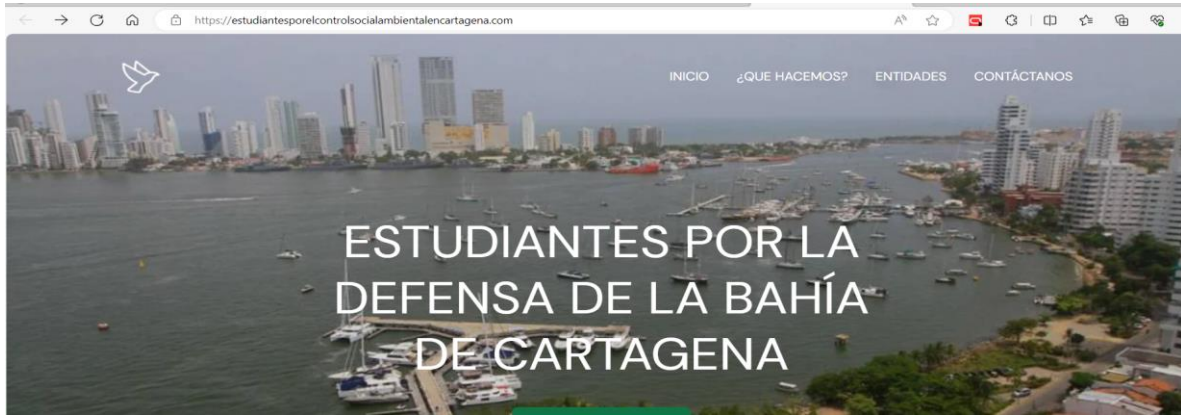 https://estudiantesporelcontrolsocialambientalencartagena.com
INICIO ¿QUE HACEMOS? ENTIDADES CONTÁCTANOS
ESTUDIANTES POR LA
DEFENSA DE LA BAHÍA
DE CARTAGENA